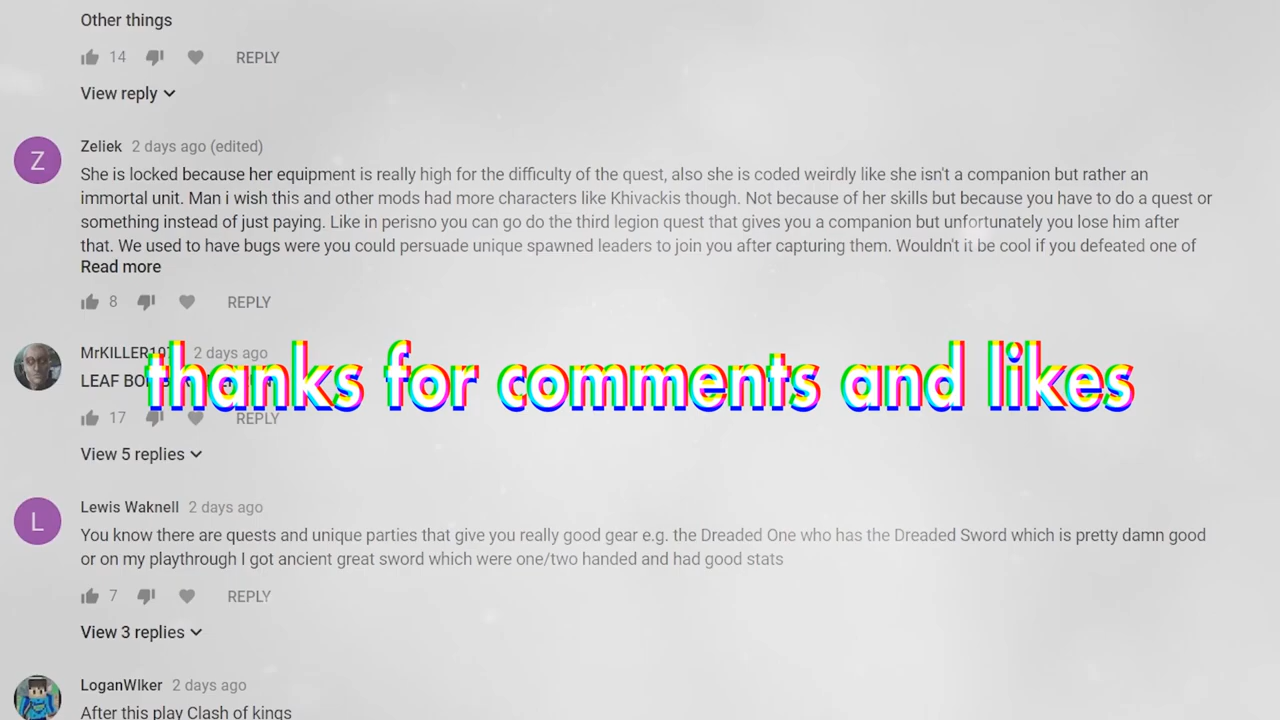 Other things
14 REPLY
View reply
Z
Zeliek 2 days ago (edited)
She is locked because her equipment is really high for the difficulty of the quest, also she is coded weirdly like she isn't a companion but rather an
immortal unit. Man i wish this and other mods had more characters like Khivackis though. Not because of her skills but because you have to do a quest or
something instead of just paying. Like in perisno you can go do the third legion quest that gives you a companion but unfortunately you lose him after
that. We used to have bugs were you could persuade unique spawned leaders to join you after capturing them. Wouldn't it be cool if you defeated one of
Read more
8 REPLY
2 days ago
thanks for comments and likes
LEAF
17 REPLY
View 5 replies
L
Lewis Waknell 2 days ago
You know there are quests and unique parties that give you really good gear e.g. the Dreaded One who has the Dreaded Sword which is pretty damn good
or on my playthrough I got ancient great sword which were one/two handed and had good stats
7 REPLY
View 3 replies
LoganWlker 2 days ago
After this play Clash of kings